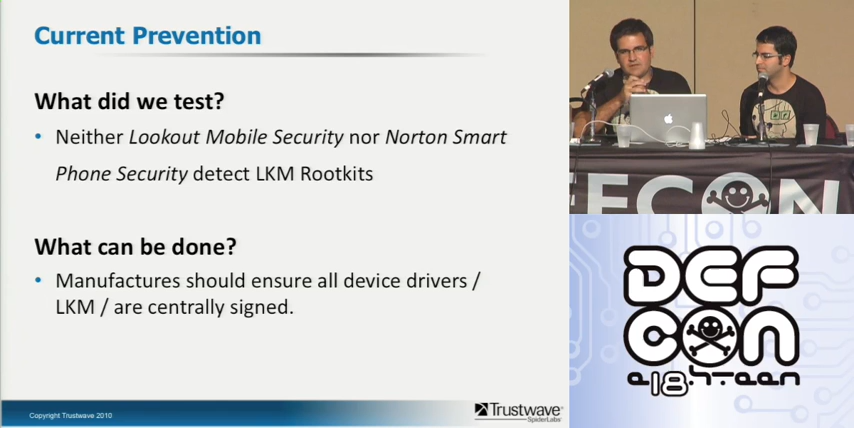 Current Prevention
What did we test?
• Neither Lookout Mobile Security nor Norton Smart
Phone Security detect LKM Rootkits
What can be done?
• Manufactures should ensure all device drivers /
LKM / are centrally signed.
Copyright Trustwave 2010
Trustwave®
SpiderLabs®
DEF
CON
18